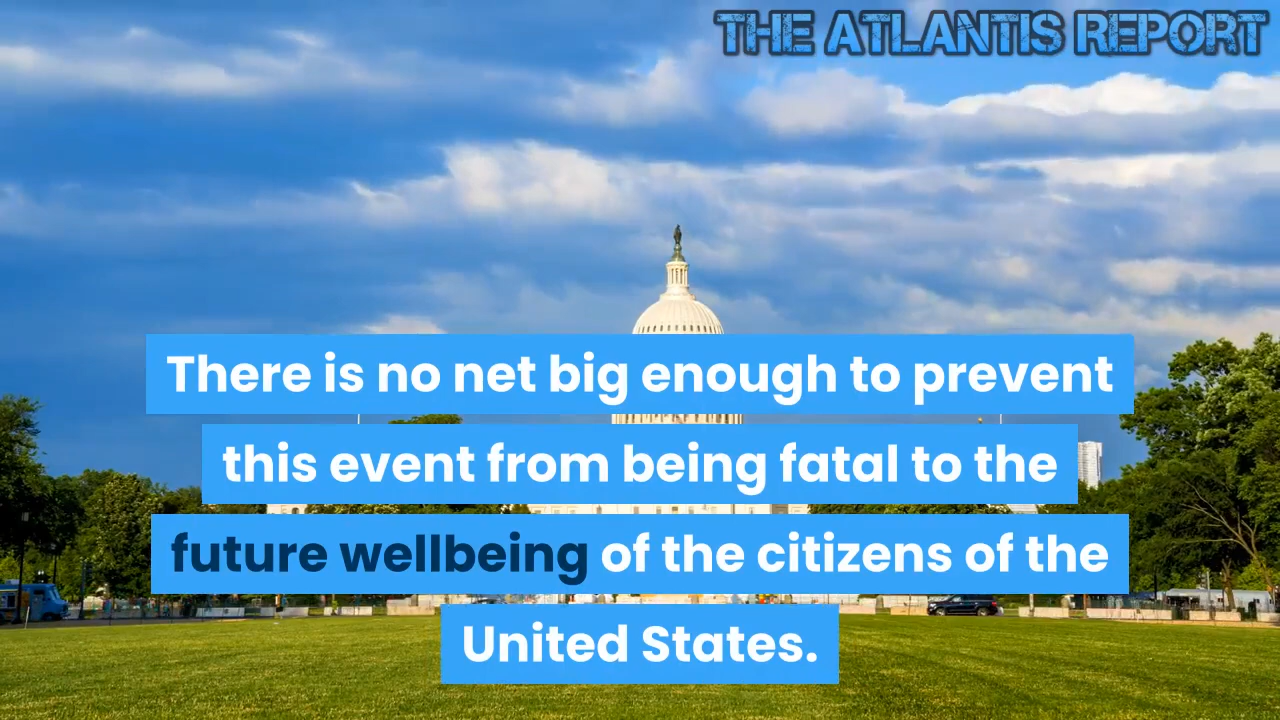 THE ATLANTIS REPORT
There is no net big enough to prevent
this event from being fatal to the
future wellbeing of the citizens of the
United States.